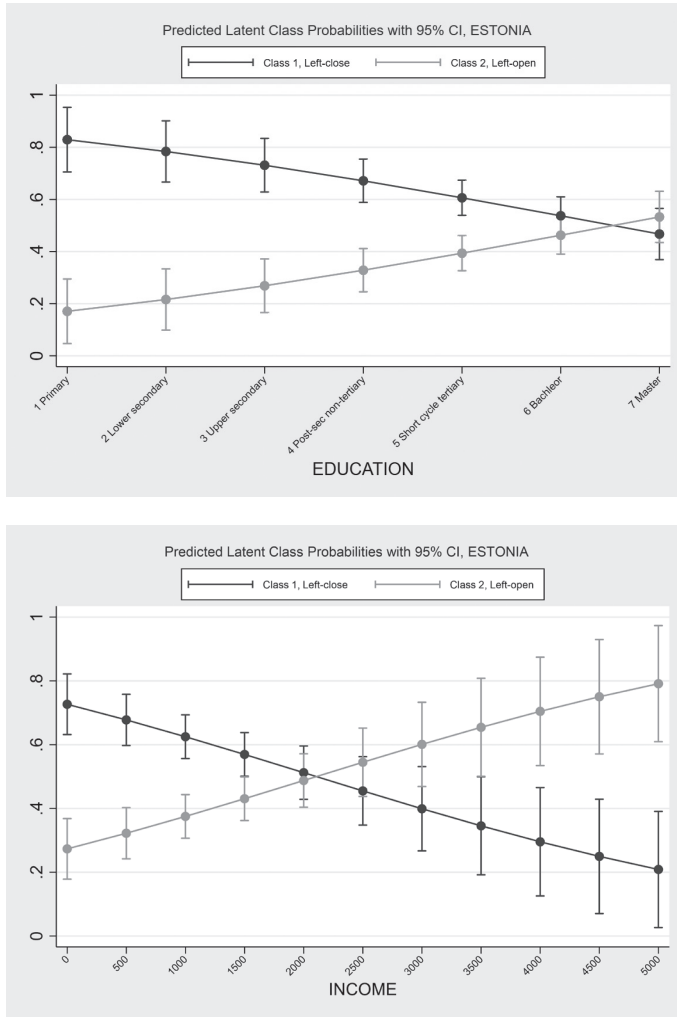 Predicted Latent Class Probabilities with 95% CI, ESTONIA
Class 1, Left-close Class 2, Left-open
1
.8
.6
.4
.2
0
1 Primary 2 Lower secondary 3 Upper secondary 4 Post-sec non-tertiary 5 Short cycle tertiary 6 Bachleor 7 Master
EDUCATION
Predicted Latent Class Probabilities with 95% CI, ESTONIA
Class 1, Left-close Class 2, Left-open
1
.8
.6
.4
.2
0
0 500 1000 1500 2000 2500 3000 3500 4000 4500 5000
INCOME